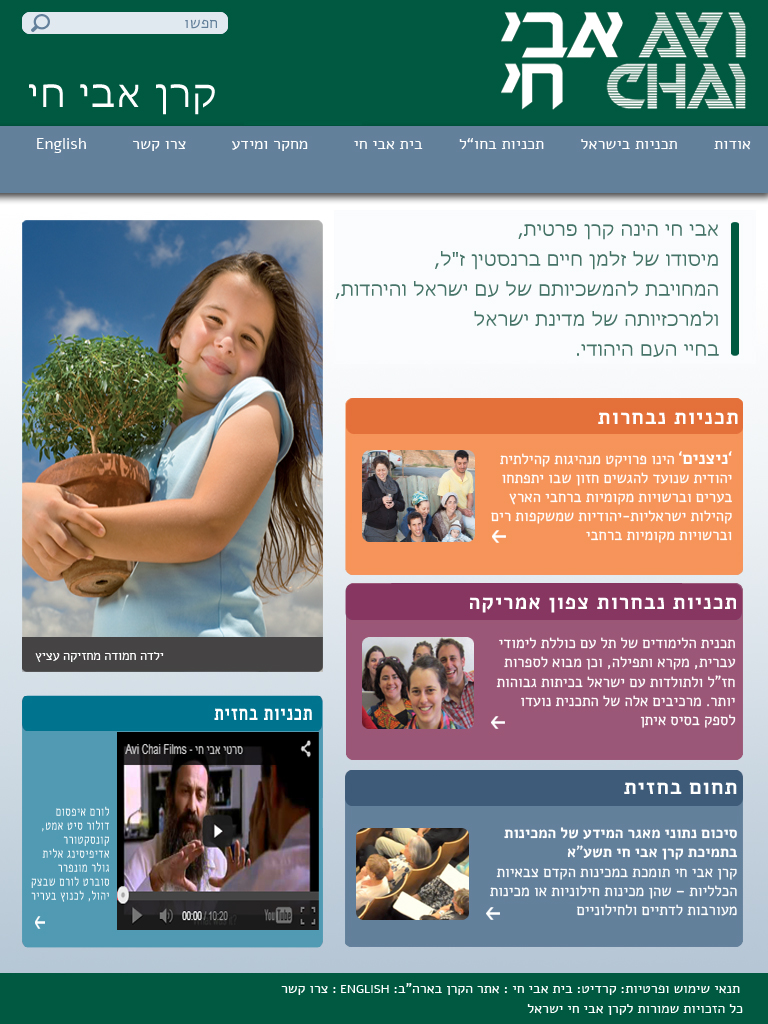 אבי חי
AVI CHAI
חפשו
קרן אבי חי
אודות
תכניות בישראל
תכניות בחו״ל
בית אבי חי
מחקר ומידע
צרו קשר
English
אבי חי הינה קרן פרטית,
מיסודו של זלמן חיים ברנסטין ז"ל,
המחויבת להמשכיותם של עם ישראל והיהדות,
ולמרכזיותה של מדינת ישראל
בחיי העם היהודי.
תכניות נבחרות
'ניצנים' הינו פרויקט מנהיגות קהילתית
יהודית שנועד להגשים חזון שבו יתפתחו
בערים וברשויות מקומיות ברחבי הארץ
קהילות ישראליות-יהודיות שמשקפות רים
וברשויות מקומיות ברחבי
תכניות נבחרות צפון אמריקה
תכנית הלימודים של תל עם כוללת לימודי
עברית, מקרא ותפילה, וכן מבוא לספרות
חז״ל ולתולדות עם ישראל בכיתות גבוהות
יותר. מרכיבים אלה של התכנית נועדו
לספק בסיס איתן
תחום בחזית
סיכום נתוני מאגר המידע של המכינות
בתמיכת קרן אבי חי תשע״א
קרן אבי חי תומכת במכינות הקדם צבאיות
הכלליות – שהן מכינות חילוניות או מכינות
מעורבות לדתיים ולחילוניים
ילדה חמודה מחזיקה עציץ
תכניות בחזית
Avi Chai Films - סרטי אבי חי
00:00 / 10:20
YouTube
לורם איפסום
דולור סיט אמט,
קונסקטורר
אדיפיסינג אלית
גולר מונפרר
סוברט לורם שבצק
יהול, לכנוץ בעריר
תנאי שימוש ופרטיות: קרדיט: בית אבי חי : אתר הקרן בארה״ב: ENGLISH : צרו קשר
כל הזכויות שמורות לקרן אבי חי ישראל